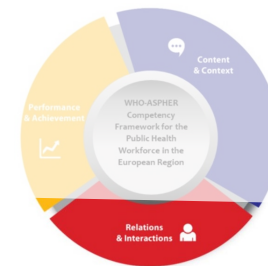 Content
& Context
Performance
& Achievement
WHO-ASPHER
Competency
Framework for the
Public Health
Workforce in the
European Region
Relations
& Interactions